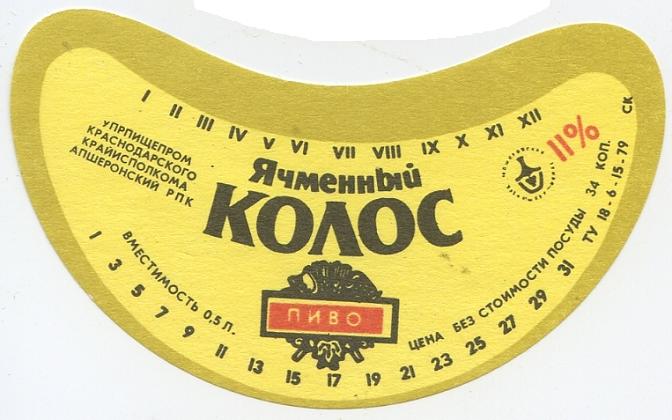 I II III IV V VI VII VIII IX X XI XII
УПРПИЩЕПРОМ
КРАСНОДАРСКОГО
КРАЙИСПОЛКОМА
АПШЕРОНСКИЙ РПК
Ячменный
КОЛОС
ПИВО
11%
СК
ВМЕСТИМОСТЬ 0,5 Л.
ЦЕНА БЕЗ СТОИМОСТИ ПОСУДЫ 34 КОП.
ТУ 18-6-15-79
1 3 5 7 9 11 13 15 17 19 21 23 25 27 29 31